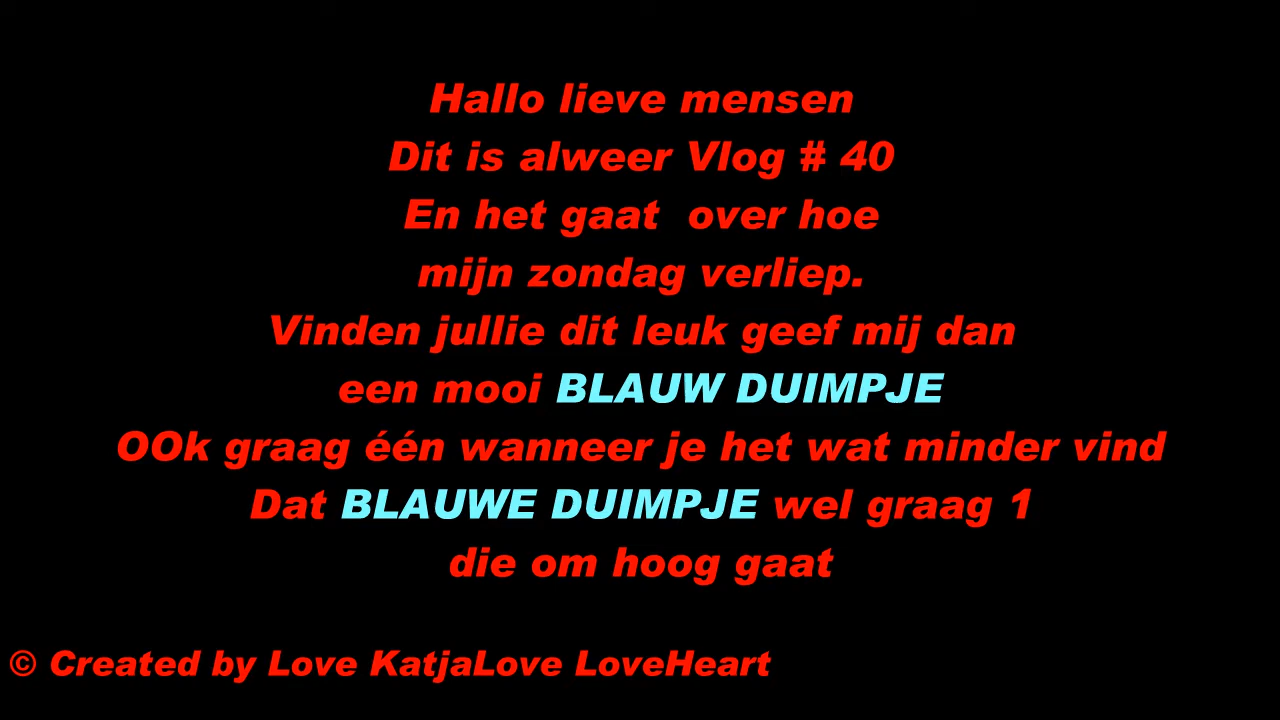 Hallo lieve mensen
Dit is alweer Vlog # 40
En het gaat  over hoe
mijn zondag verliep.
Vinden jullie dit leuk geef mij dan
een mooi BLAUW DUIMPJE
OOk graag één wanneer je het wat minder vind
Dat BLAUWE DUIMPJE wel graag 1
die om hoog gaat
© Created by Love KatjaLove LoveHeart